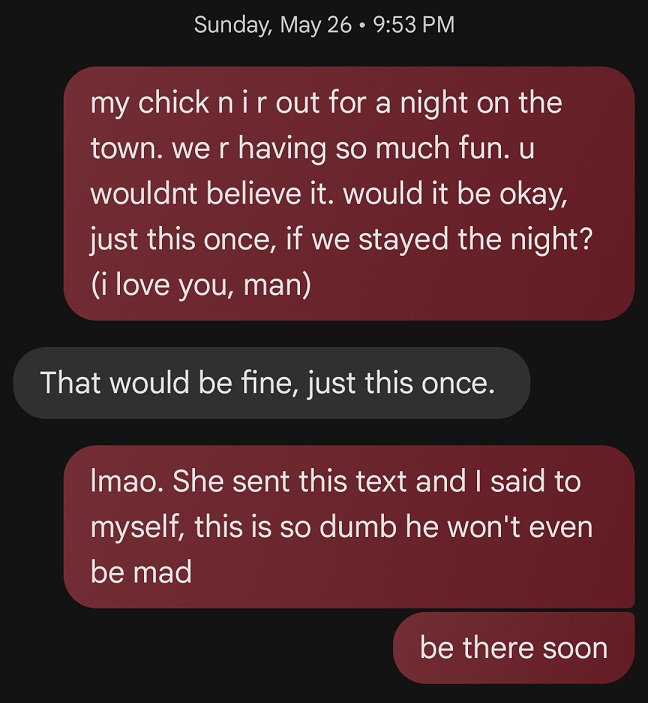 Sunday, May 26 • 9:53 PM
my chick n i r out for a night on the
town. we r having so much fun. u
wouldnt believe it. would it be okay,
just this once, if we stayed the night?
(i love you, man)
That would be fine, just this once.
lmao. She sent this text and I said to
myself, this is so dumb he won't even
be mad
be there soon